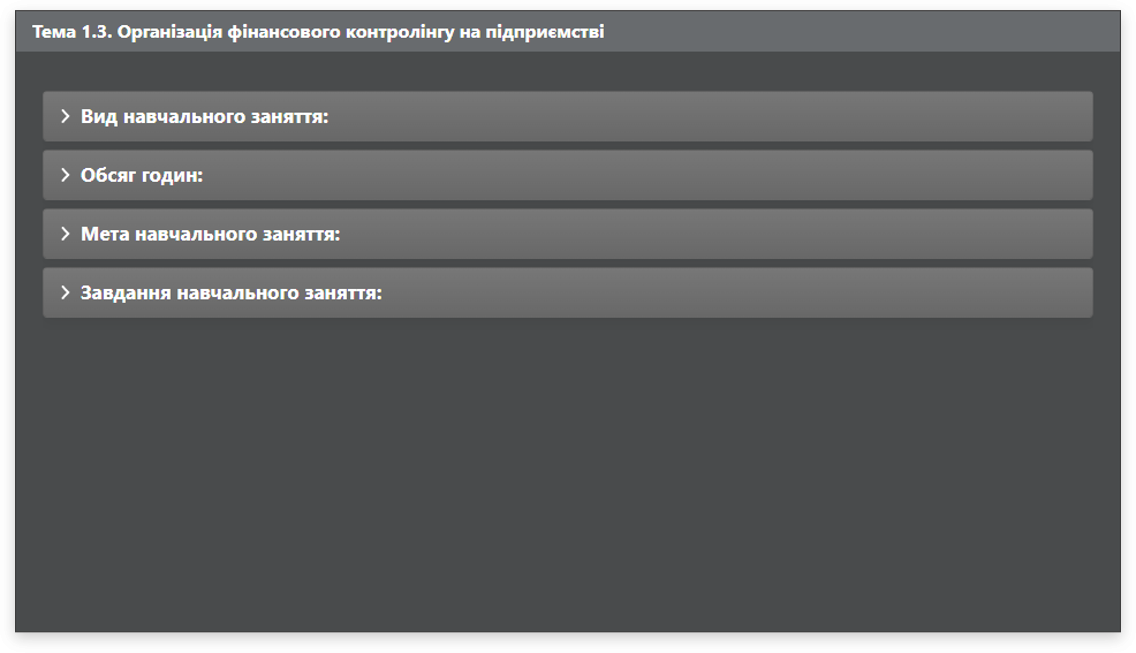 Тема 1.3. Організація фінансового контролінгу на підприємстві
Вид навчального заняття:
Обсяг годин:
Мета навчального заняття:
Завдання навчального заняття: